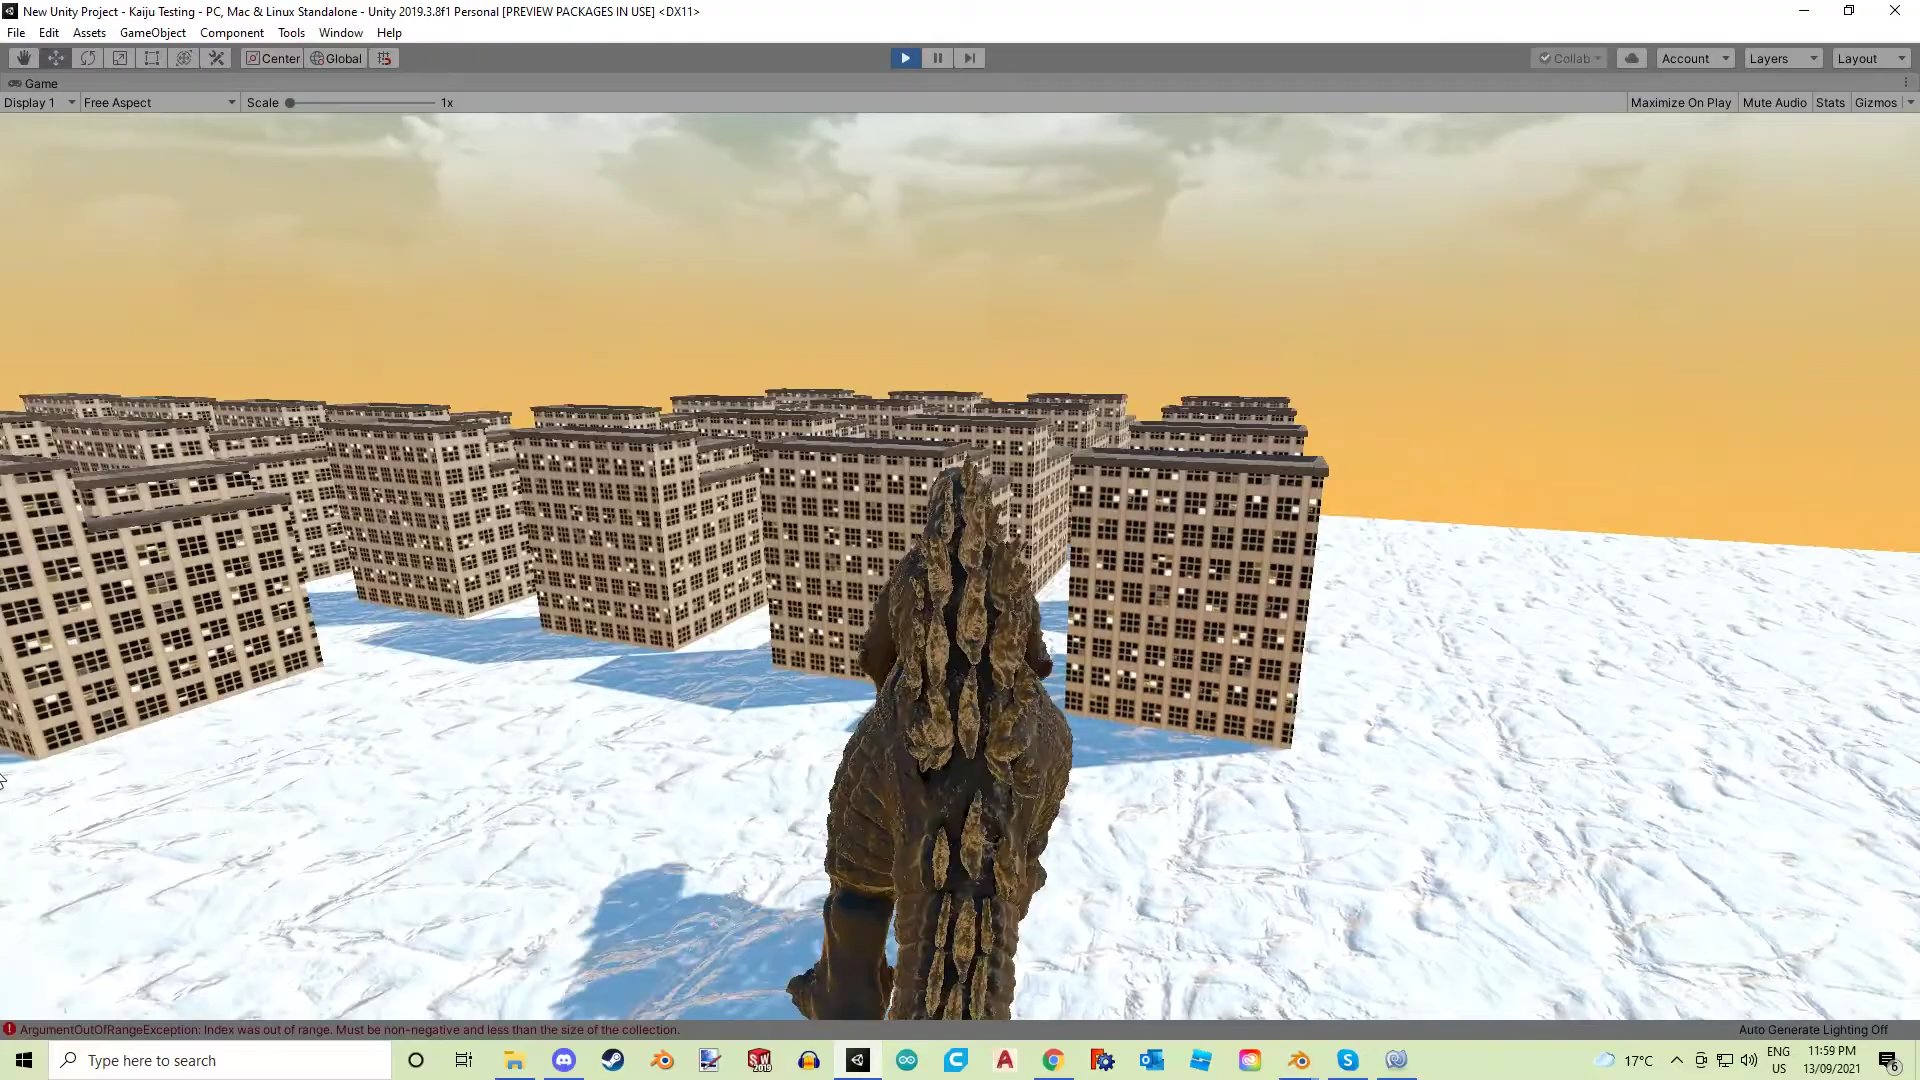 New Unity Project - Kaiju Testing - PC, Mac & Linux Standalone - Unity 2019.3.8f1 Personal [PREVIEW PACKAGES IN USE] <DX11>
File Edit Assets GameObject Component Tools Window Help
Center Global Collab Account Layers Layout
Game
Display 1 Free Aspect Scale 1x Maximize On Play Mute Audio Stats Gizmos
ArgumentOutOfRangeException: Index was out of range. Must be non-negative and less than the size of the collection. Auto Generate Lighting Off
Type here to search SW 2019 17°C ENG US 11:59 PM 13/09/2021 6